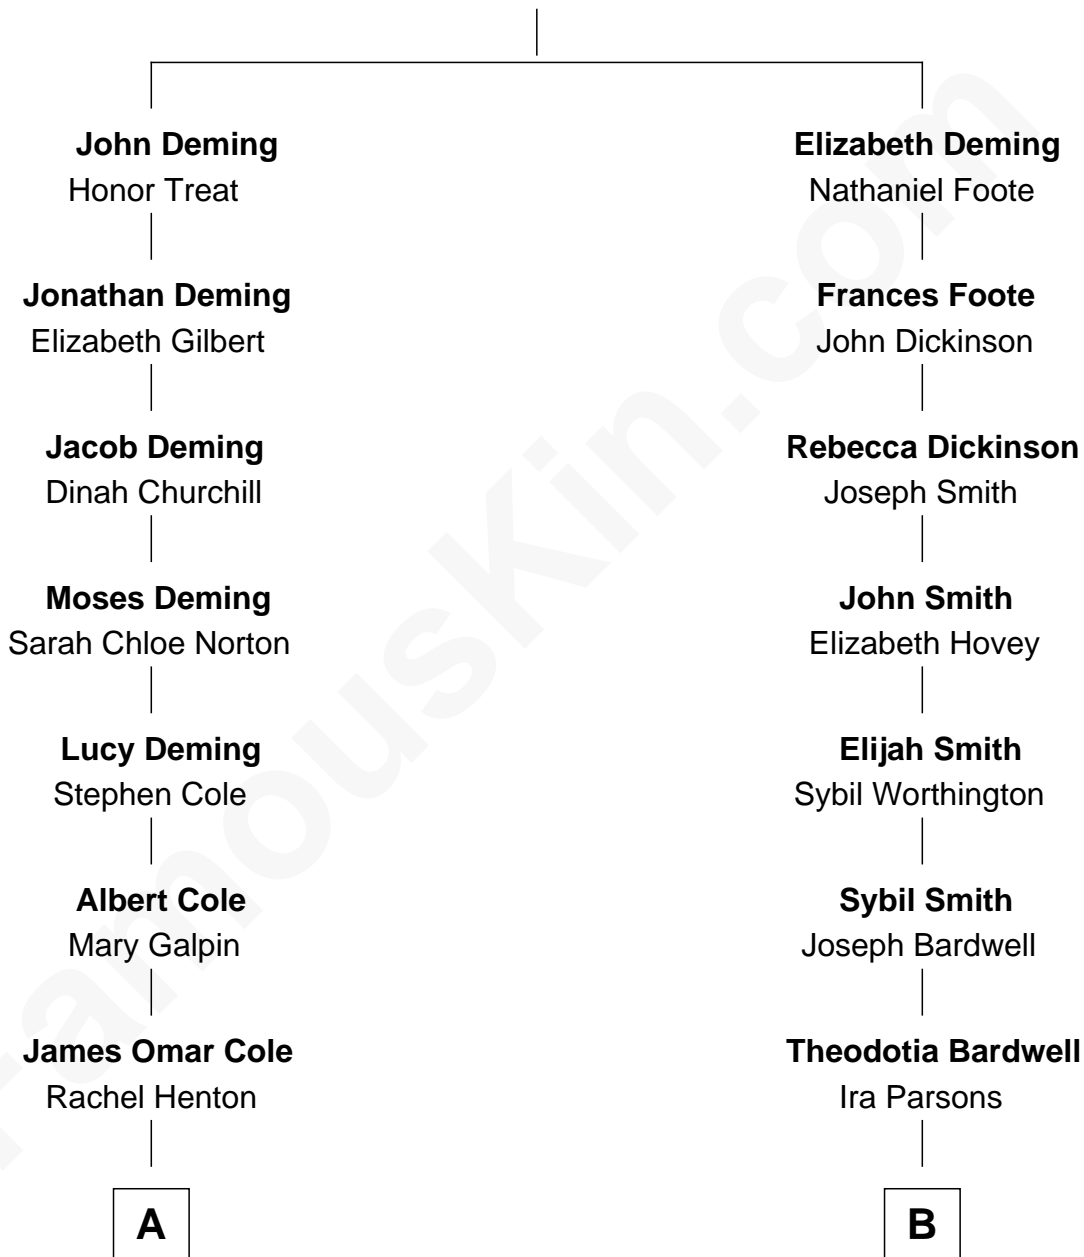 John Deming
Honor Treat
Jonathan Deming
Elizabeth Gilbert
Jacob Deming
Dinah Churchill
Moses Deming
Sarah Chloe Norton
Lucy Deming
Stephen Cole
Albert Cole
Mary Galpin
James Omar Cole
Rachel Henton
A
Elizabeth Deming
Nathaniel Foote
Frances Foote
John Dickinson
Rebecca Dickinson
Joseph Smith
John Smith
Elizabeth Hovey
Elijah Smith
Sybil Worthington
Sybil Smith
Joseph Bardwell
Theodotia Bardwell
Ira Parsons
B
FamousKin.com